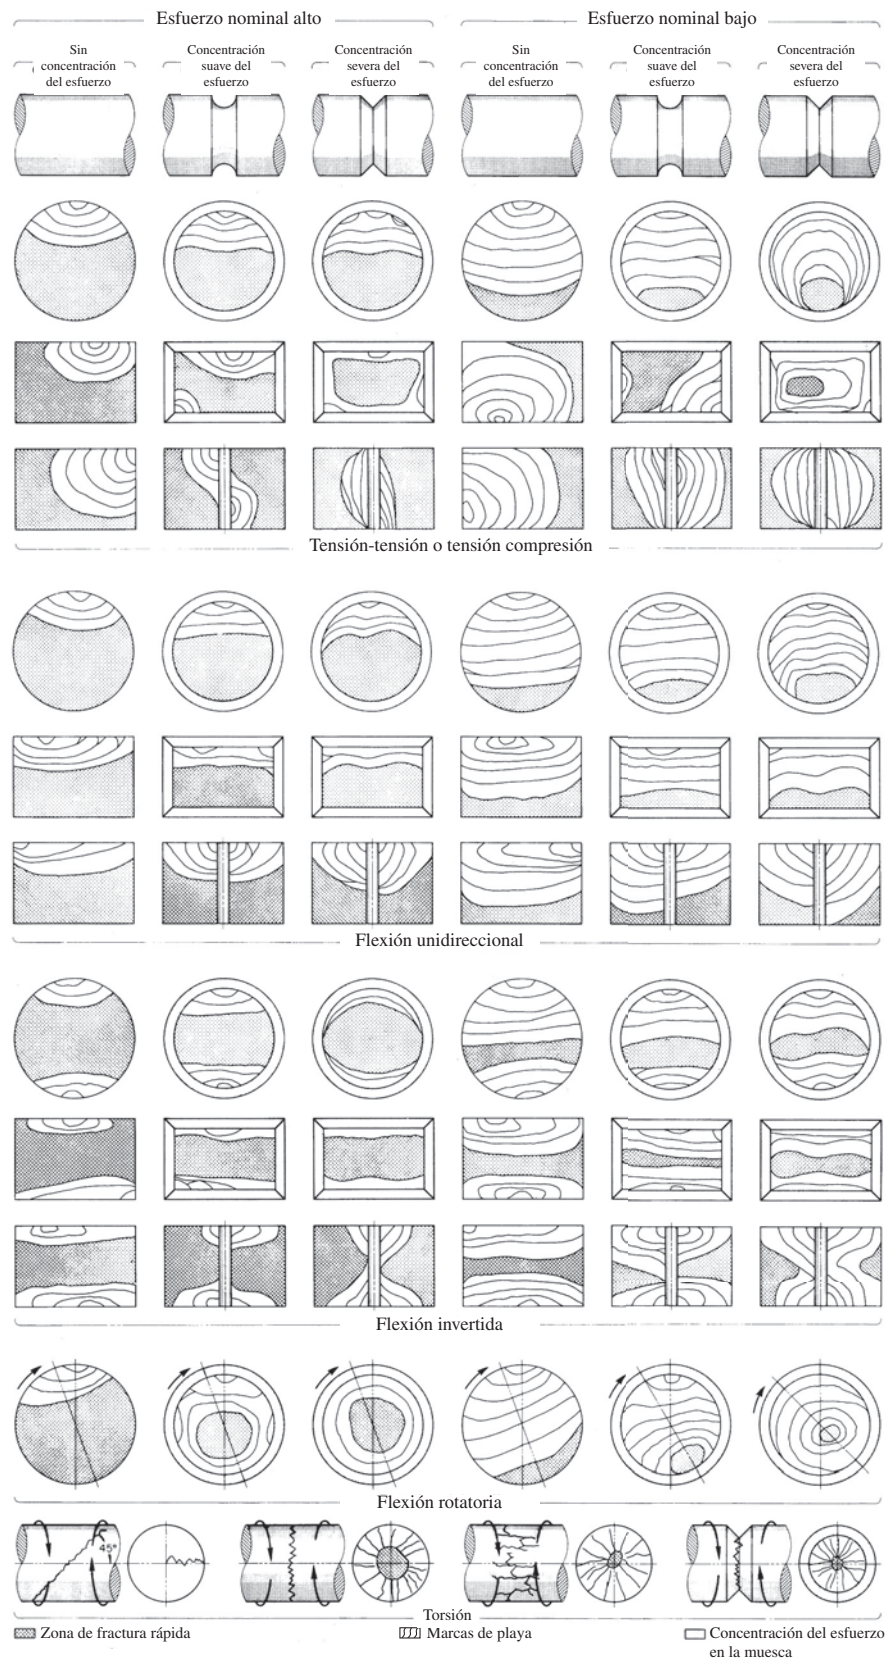 Esfuerzo nominal alto
Esfuerzo nominal bajo
Sin
concentración
del esfuerzo
Concentración
suave del
esfuerzo
Concentración
severa del
esfuerzo
Sin
concentración
del esfuerzo
Concentración
suave del
esfuerzo
Concentración
severa del
esfuerzo
Tensión-tensión o tensión compresión
Flexión unidireccional
Flexión invertida
Flexión rotatoria
45°
Torsión
Zona de fractura rápida
Marcas de playa
Concentración del esfuerzo
en la muesca